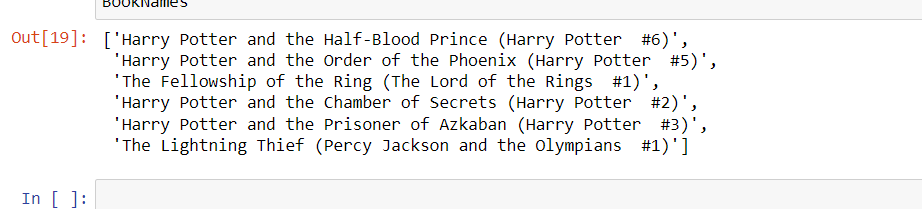 BookNames
Out[19]: ['Harry Potter and the Half-Blood Prince (Harry Potter  #6)',
'Harry Potter and the Order of the Phoenix (Harry Potter  #5)',
'The Fellowship of the Ring (The Lord of the Rings  #1)',
'Harry Potter and the Chamber of Secrets (Harry Potter  #2)',
'Harry Potter and the Prisoner of Azkaban (Harry Potter  #3)',
'The Lightning Thief (Percy Jackson and the Olympians  #1)']
In [ ]: